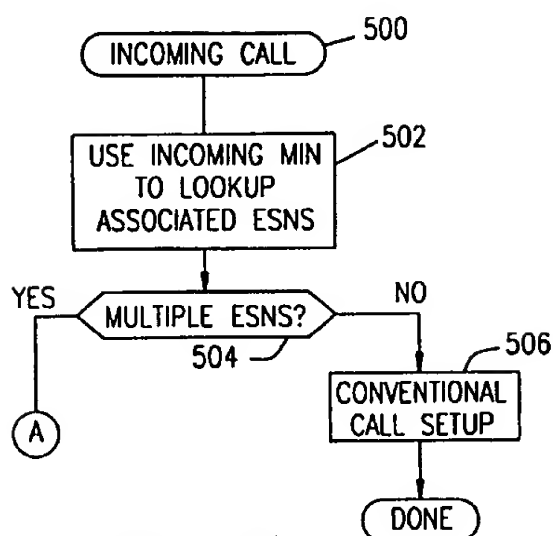 INCOMING CALL
500
USE INCOMING MIN
TO LOOKUP
ASSOCIATED ESNS
502
YES
MULTIPLE ESNS?
NO
504
506
CONVENTIONAL
CALL SETUP
A
DONE